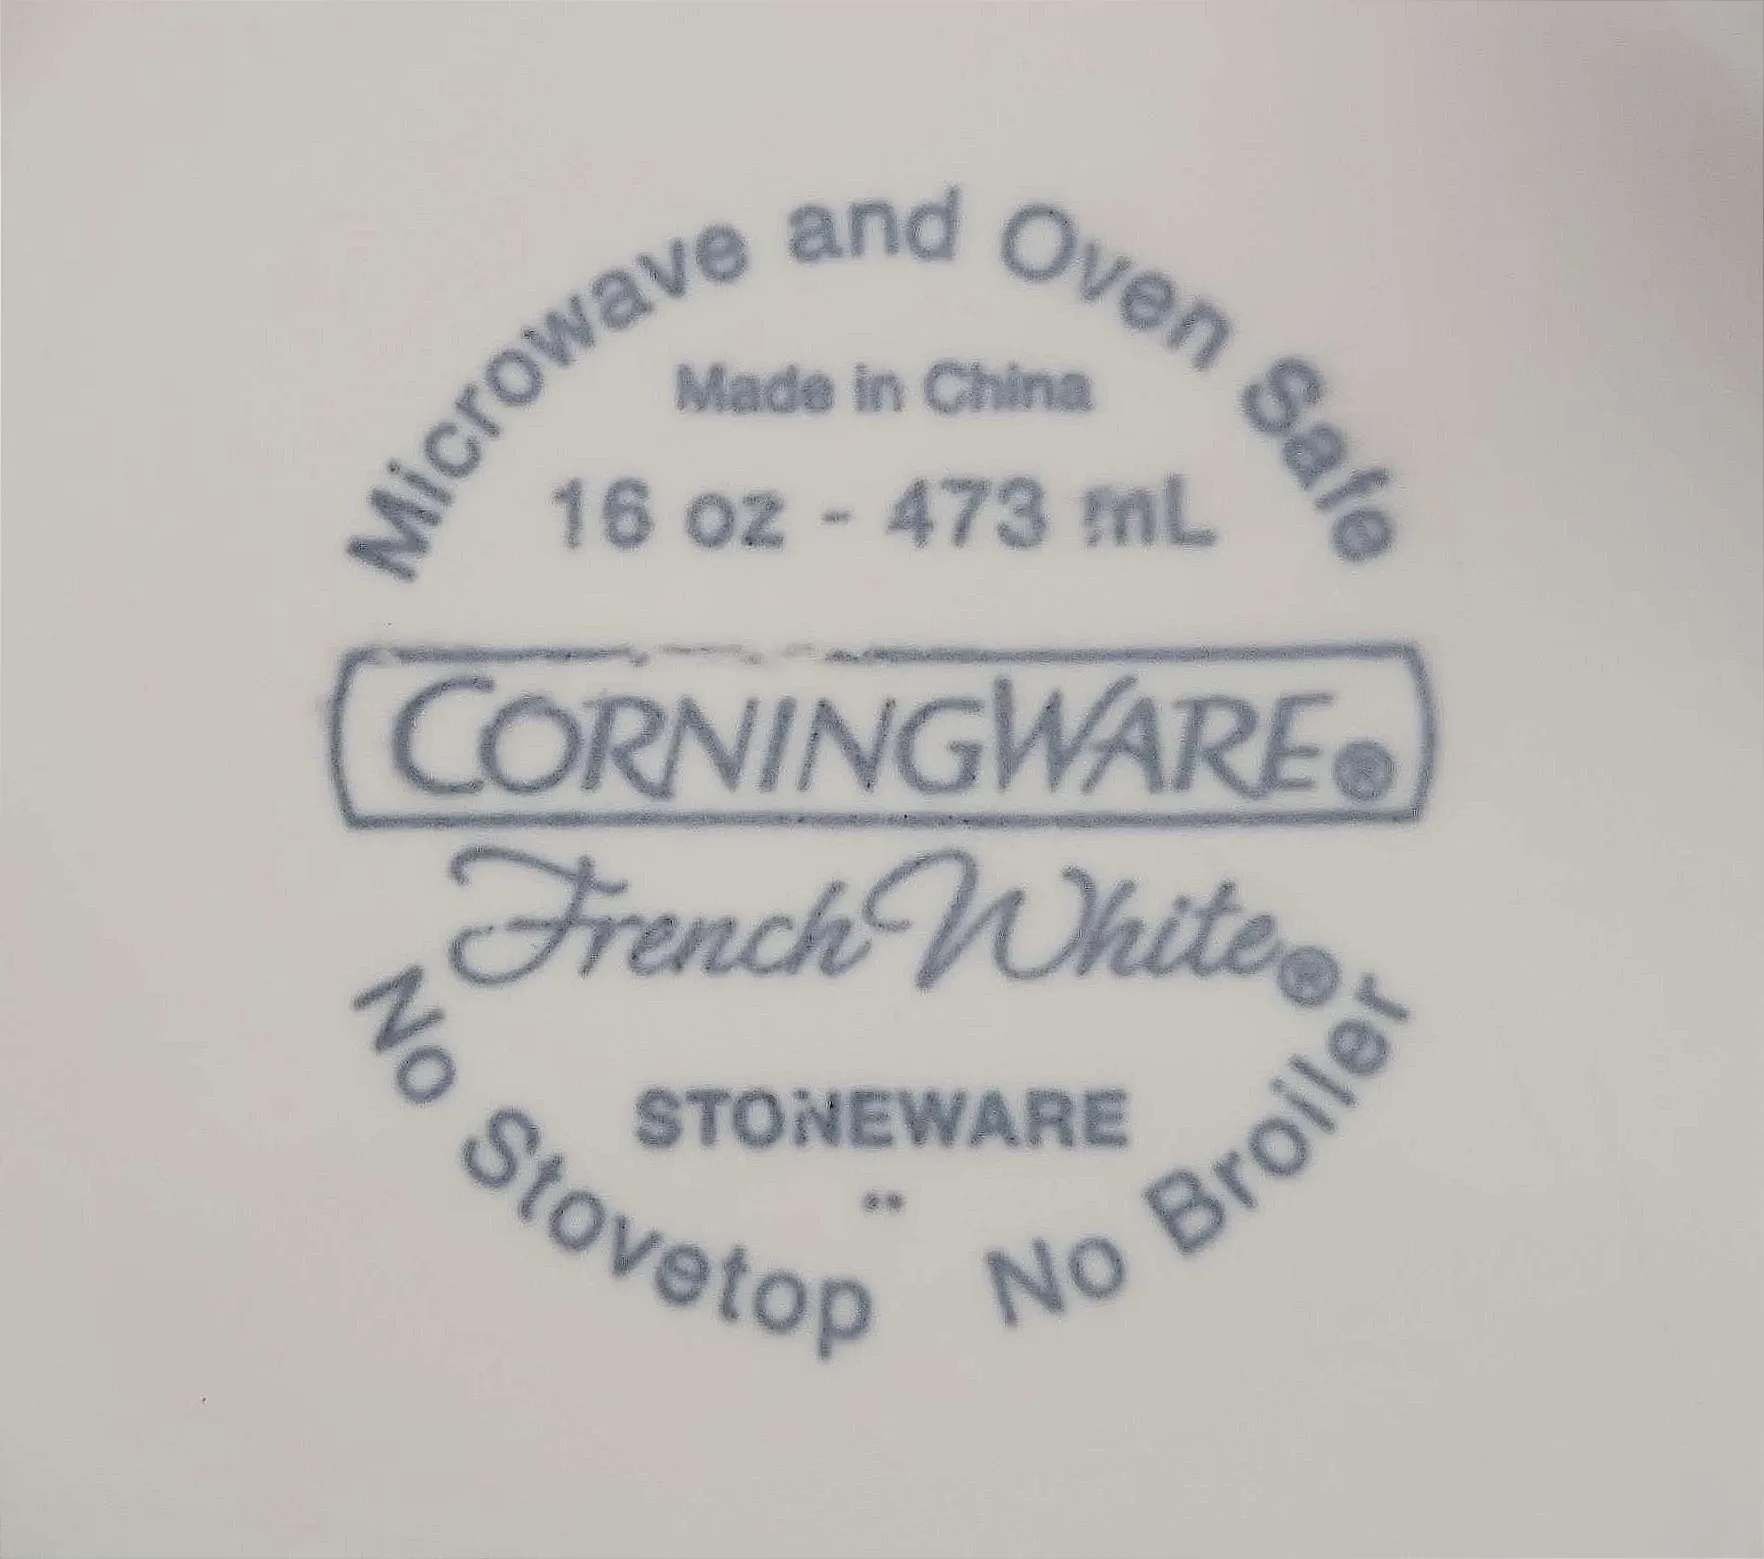 Microwave and Oven Safe
Made in China
16 oz - 473 mL
CORNINGWARE®
French White®
STONEWARE
No Stovetop No Broiler